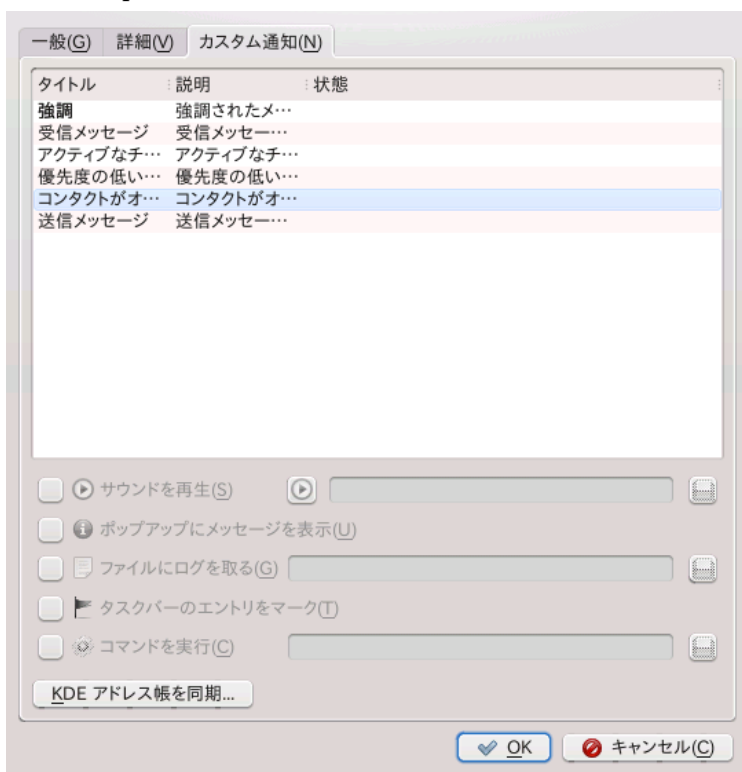 一般(G) 詳細(V) カスタム通知(N)
タイトル 説明 状態
強調 強調されたメ…
受信メッセージ 受信メッセー…
アクティブなチ… アクティブなチ…
優先度の低い… 優先度の低い…
コンタクトがオ… コンタクトがオ…
送信メッセージ 送信メッセー…
サウンドを再生(S)
ポップアップにメッセージを表示(U)
ファイルにログを取る(G)
タスクバーのエントリをマーク(T)
コマンドを実行(C)
KDE アドレス帳を同期...
OK キャンセル(C)